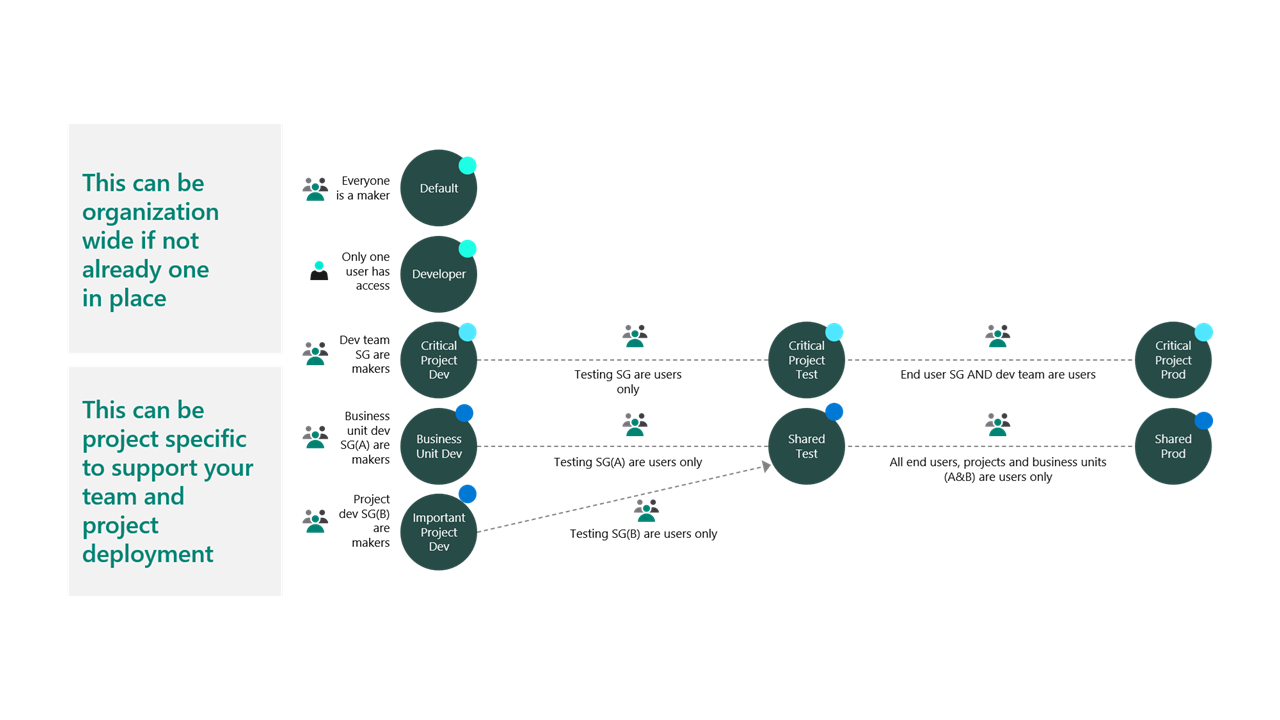 This can be
organization
wide if not
already one
in place
This can be
project specific
to support your
team and
project
deployment
Everyone
is a maker
Default
Only one
user has
access
Developer
Dev team
SG are
makers
Critical
Project
Dev
Testing SG are users
only
Critical
Project
Test
End user SG AND dev team are users
Critical
Project
Prod
Business
unit dev
SG(A) are
makers
Business
Unit Dev
Testing SG(A) are users only
Shared
Test
All end users, projects and business units
(A&B) are users only
Shared
Prod
Project
dev SG(B)
are
makers
Important
Project
Dev
Testing SG(B) are users only